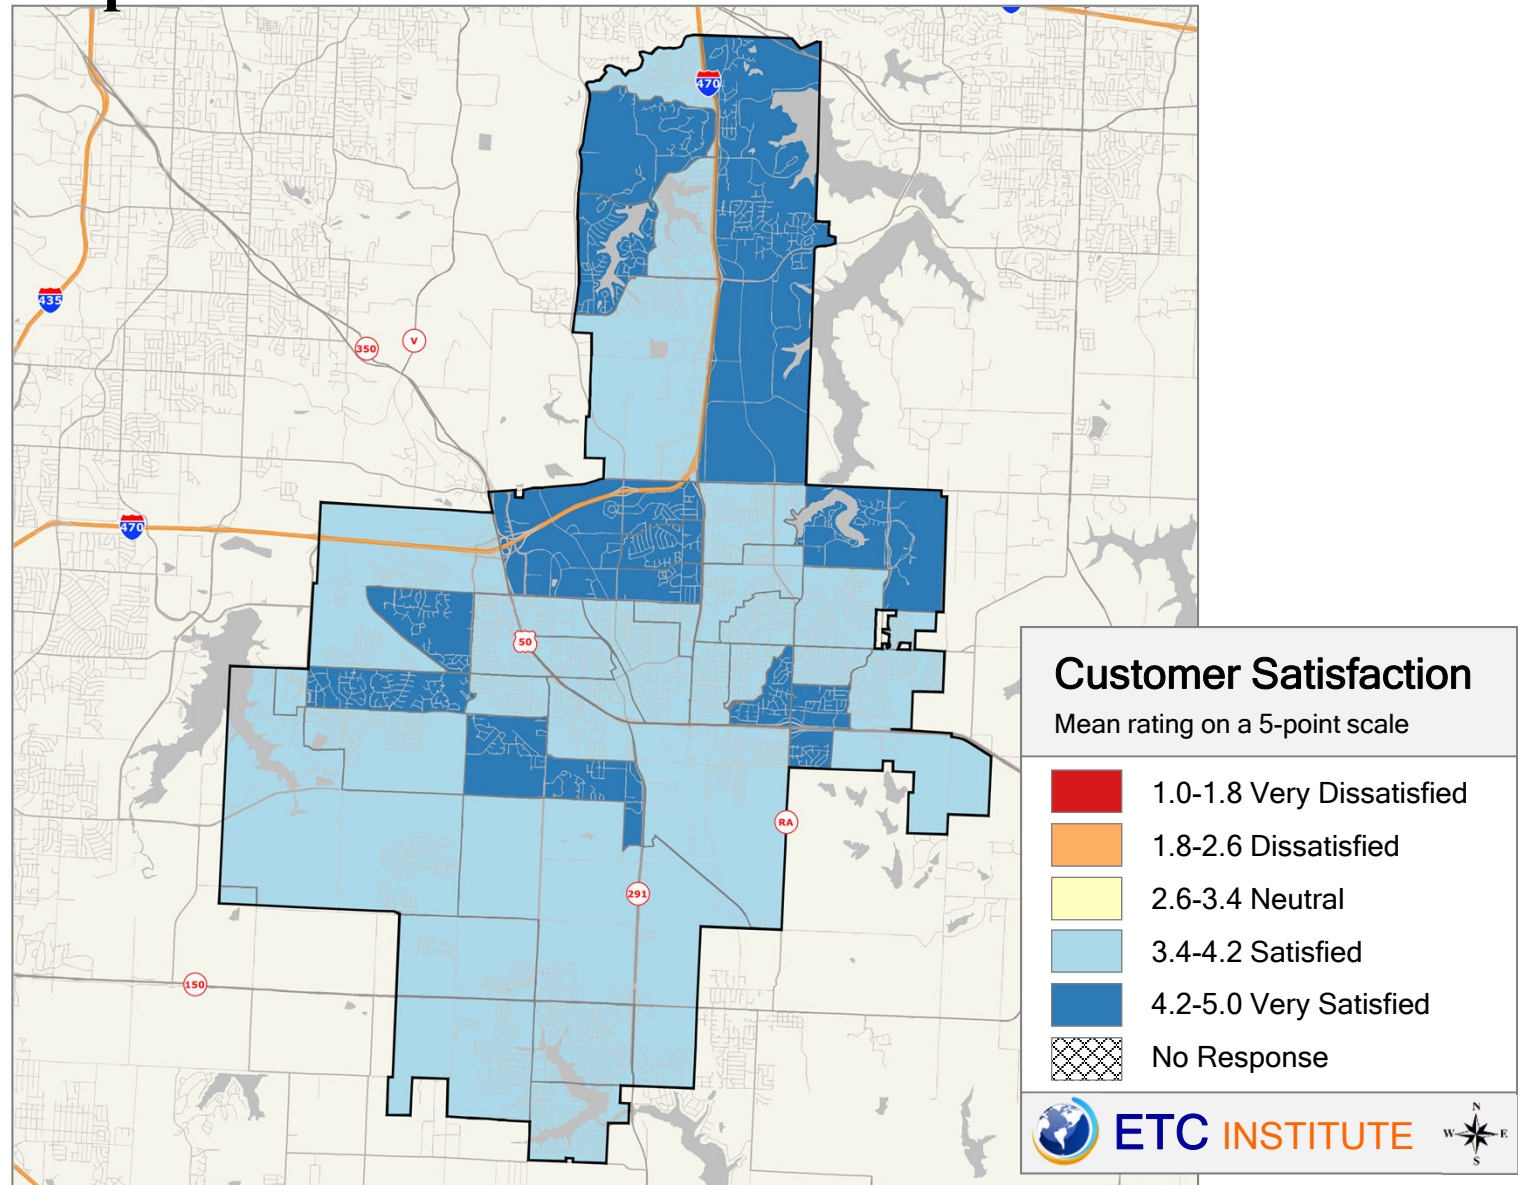 470
435
350
V
470
50
RA
291
150
Customer Satisfaction
Mean rating on a 5-point scale
1.0-1.8 Very Dissatisfied
1.8-2.6 Dissatisfied
2.6-3.4 Neutral
3.4-4.2 Satisfied
4.2-5.0 Very Satisfied
No Response
ETC INSTITUTE
N
W E
S